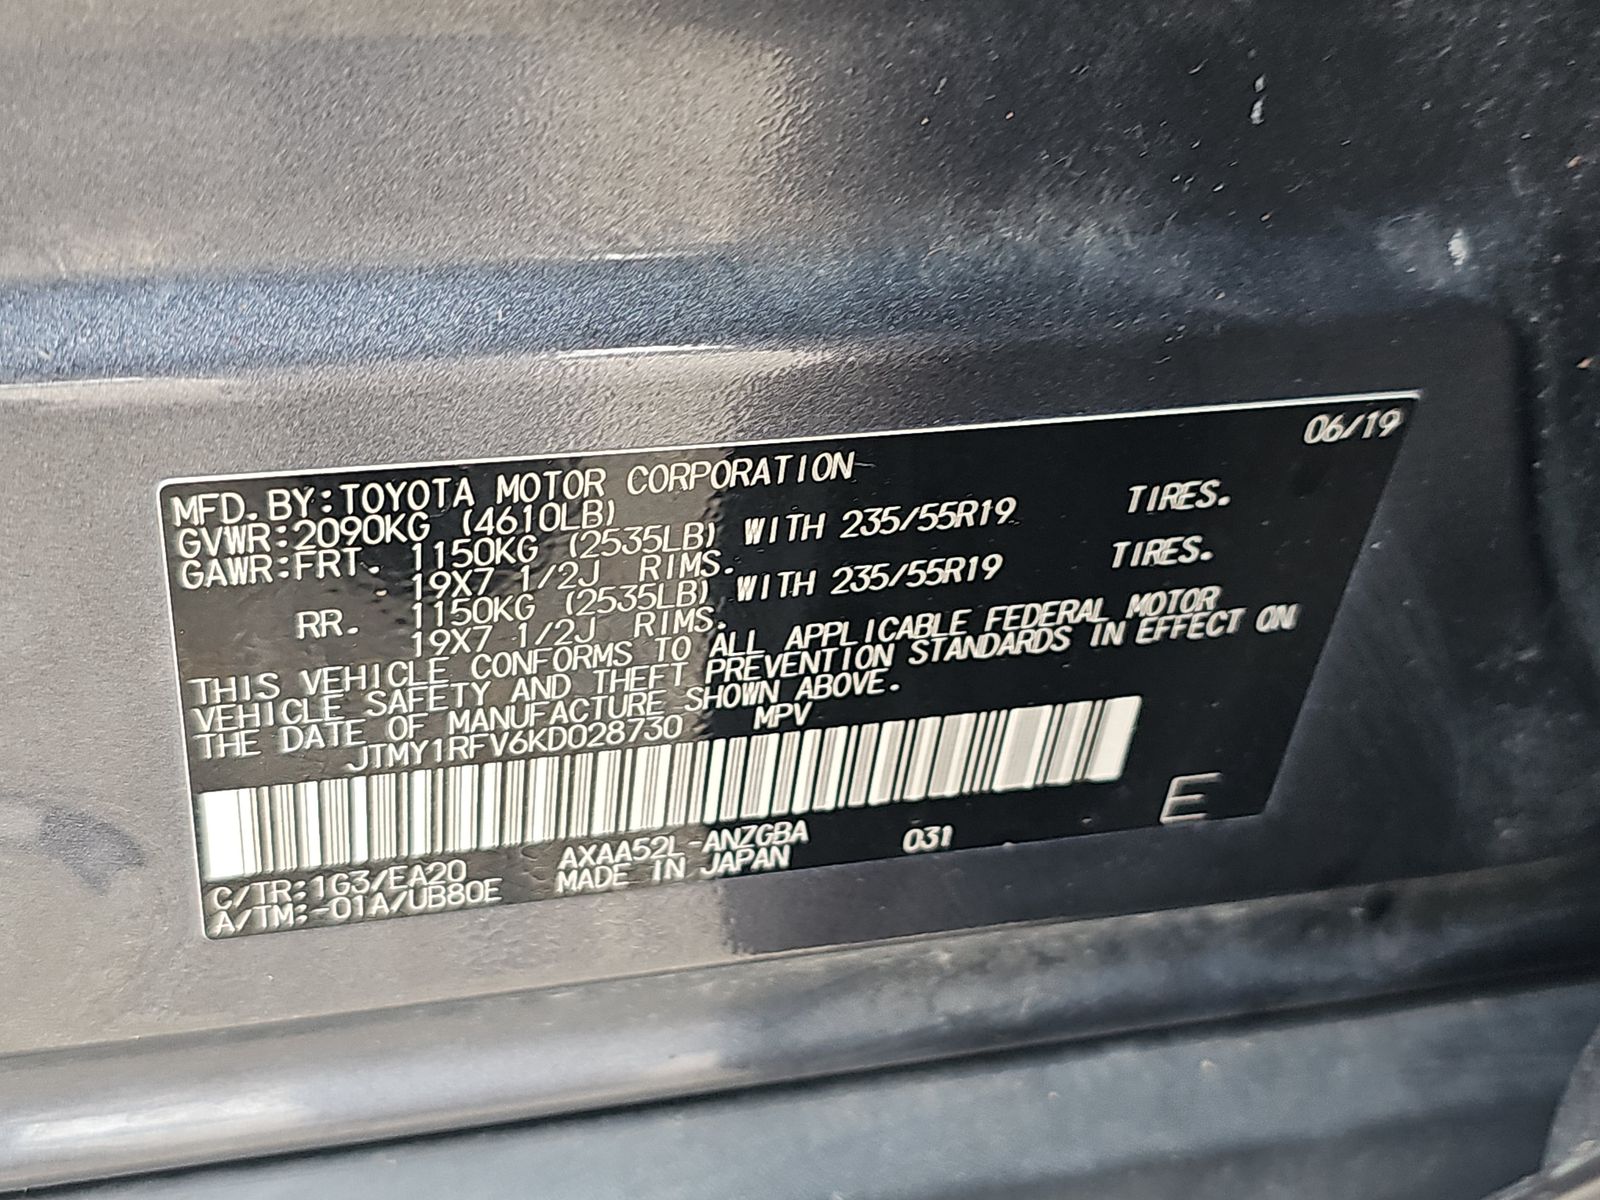 06/19
MFD. BY:TOYOTA MOTOR CORPORATION
GVWR:2090KG (4610LB)
GAWR:FRT. 1150KG (2535LB) WITH 235/55R19 TIRES.
19X7 1/2J RIMS.
RR. 1150KG (2535LB) WITH 235/55R19 TIRES.
19X7 1/2J RIMS.
THIS VEHICLE CONFORMS TO ALL APPLICABLE FEDERAL MOTOR
VEHICLE SAFETY AND THEFT PREVENTION STANDARDS IN EFFECT ON
THE DATE OF MANUFACTURE SHOWN ABOVE.
JTMY1RFV6KD028730 MPV
E
C/TR:1G3/EA20 AXAA52L-ANZGBA 031
A/TM:-01A/UB80E MADE IN JAPAN